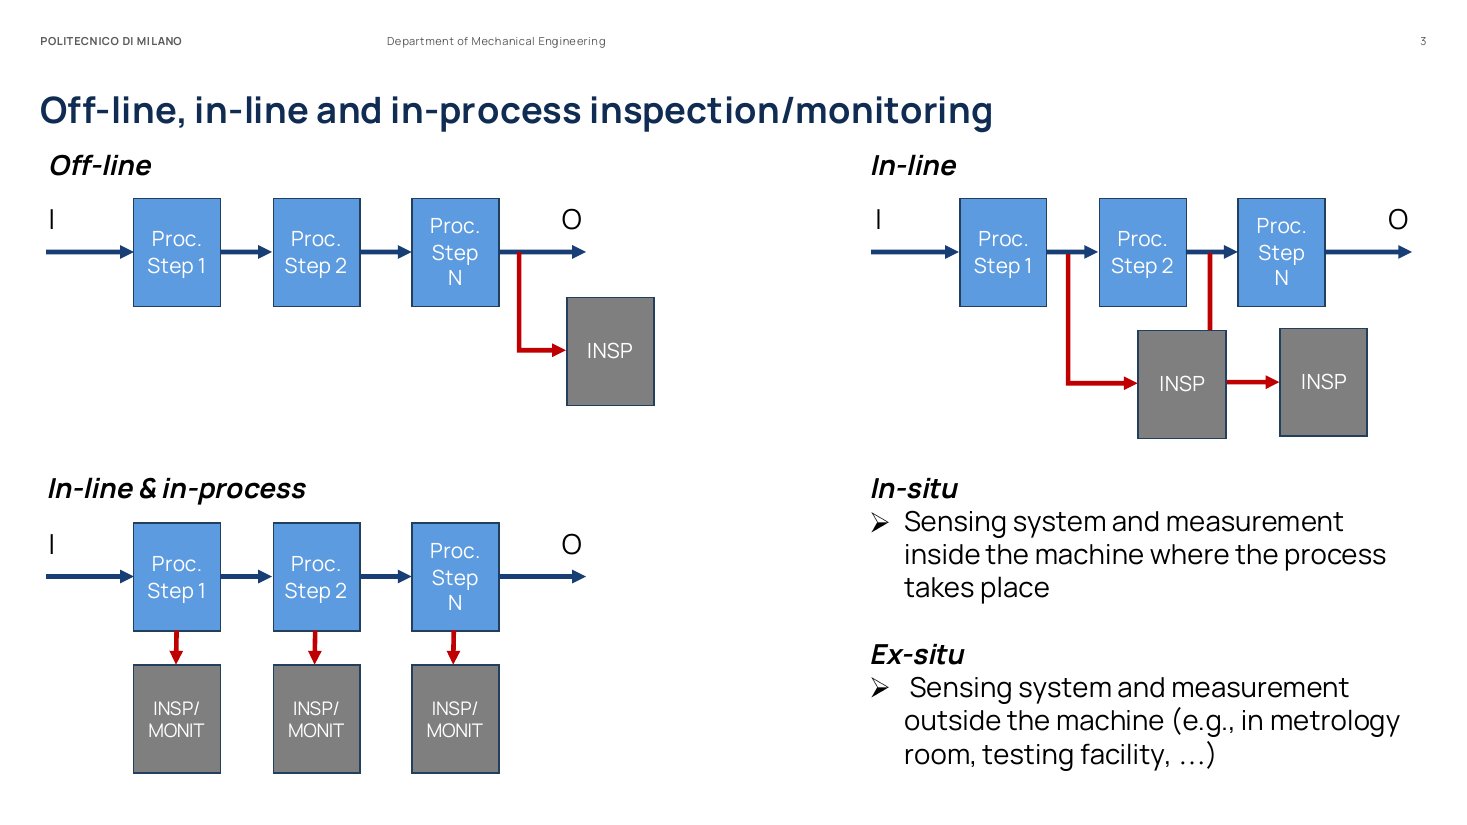 POLITECNICO DI MILANO
Department of Mechanical Engineering
3
Off-line, in-line and in-process inspection/monitoring
Off-line
I
Proc.
Step 1
Proc.
Step 2
Proc.
Step
N
O
INSP
In-line
I
Proc.
Step 1
Proc.
Step 2
Proc.
Step
N
O
INSP
INSP
In-line & in-process
I
Proc.
Step 1
Proc.
Step 2
Proc.
Step
N
O
INSP/
MONIT
INSP/
MONIT
INSP/
MONIT
In-situ
➢ Sensing system and measurement
inside the machine where the process
takes place
Ex-situ
➢ Sensing system and measurement
outside the machine (e.g., in metrology
room, testing facility, …)